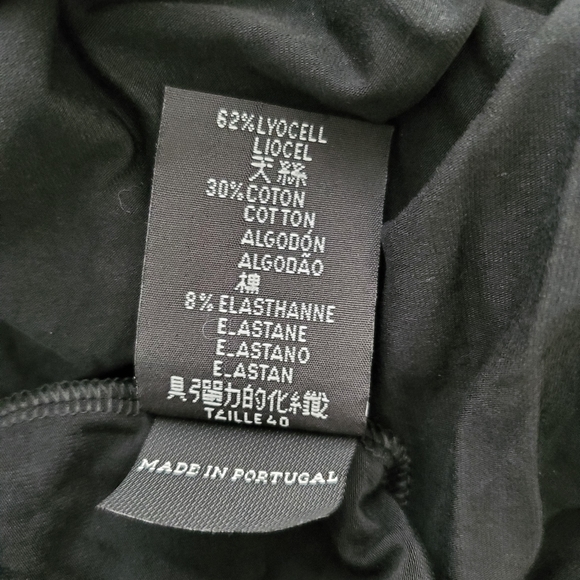 62%LYOCELL
LIOCEL
天絲
30%COTON
COTTON
ALGODÓN
ALGODÃO
棉
8% ELASTHANNE
ELASTANE
ELASTANO
ELASTAN
具彈力的化纖
TAILLE 40
MADE IN PORTUGAL